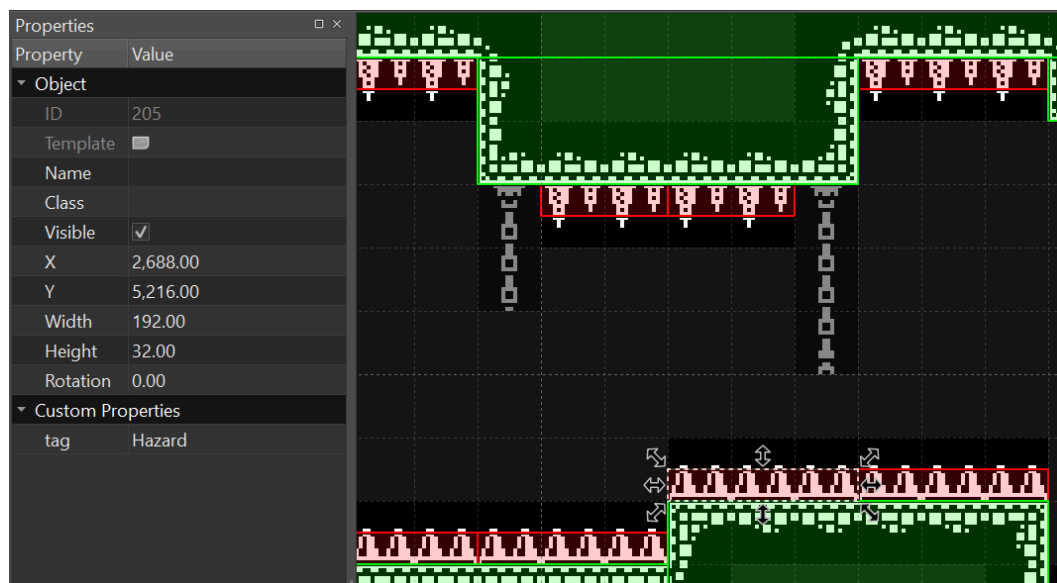 Properties
Property Value
Object
ID 205
Template
Name
Class
Visible
X 2,688.00
Y 5,216.00
Width 192.00
Height 32.00
Rotation 0.00
Custom Properties
tag Hazard